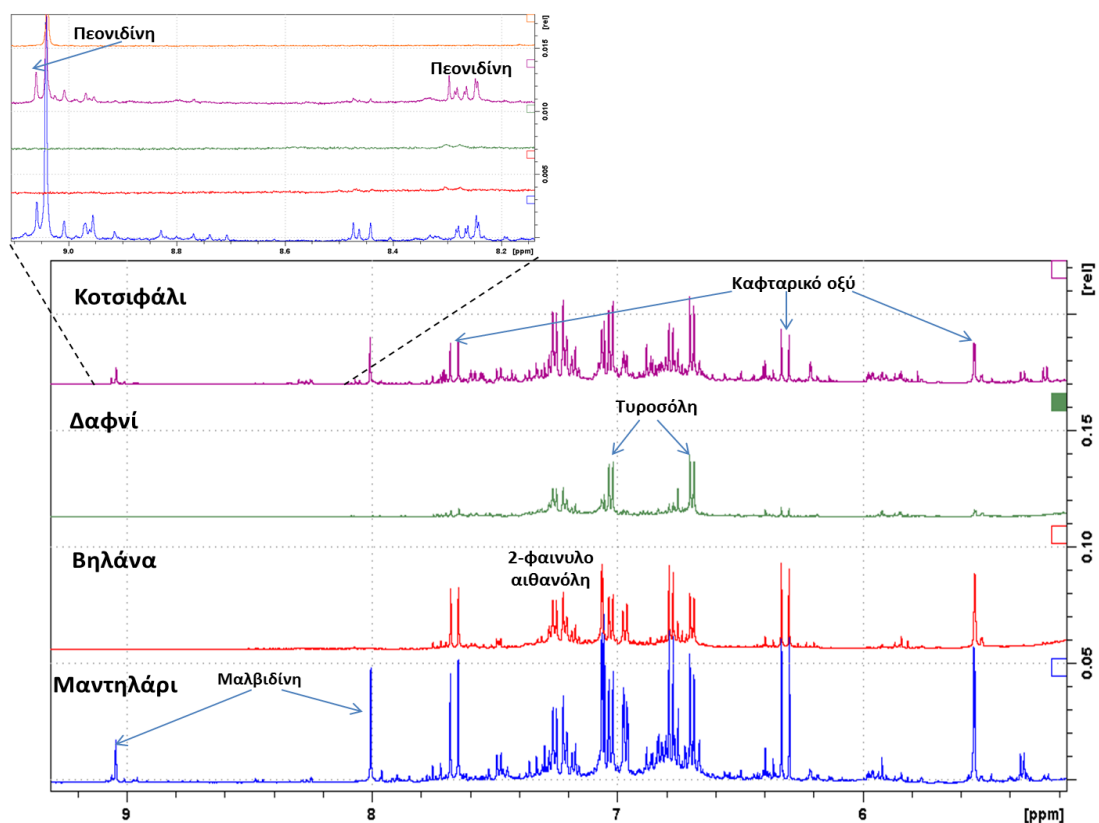 Πεονιδίνη
Πεονιδίνη
[rel]
0.015
0.010
0.005
9.0 8.8 8.6 8.4 8.2 [ppm]
Κοτσιφάλι
Καφταρικό οξύ
[rel]
Δαφνί
Τυροσόλη
0.15
Βηλάνα
2-φαινυλο
αιθανόλη
0.10
Μαντηλάρι
Μαλβιδίνη
0.05
9 8 7 6 [ppm]